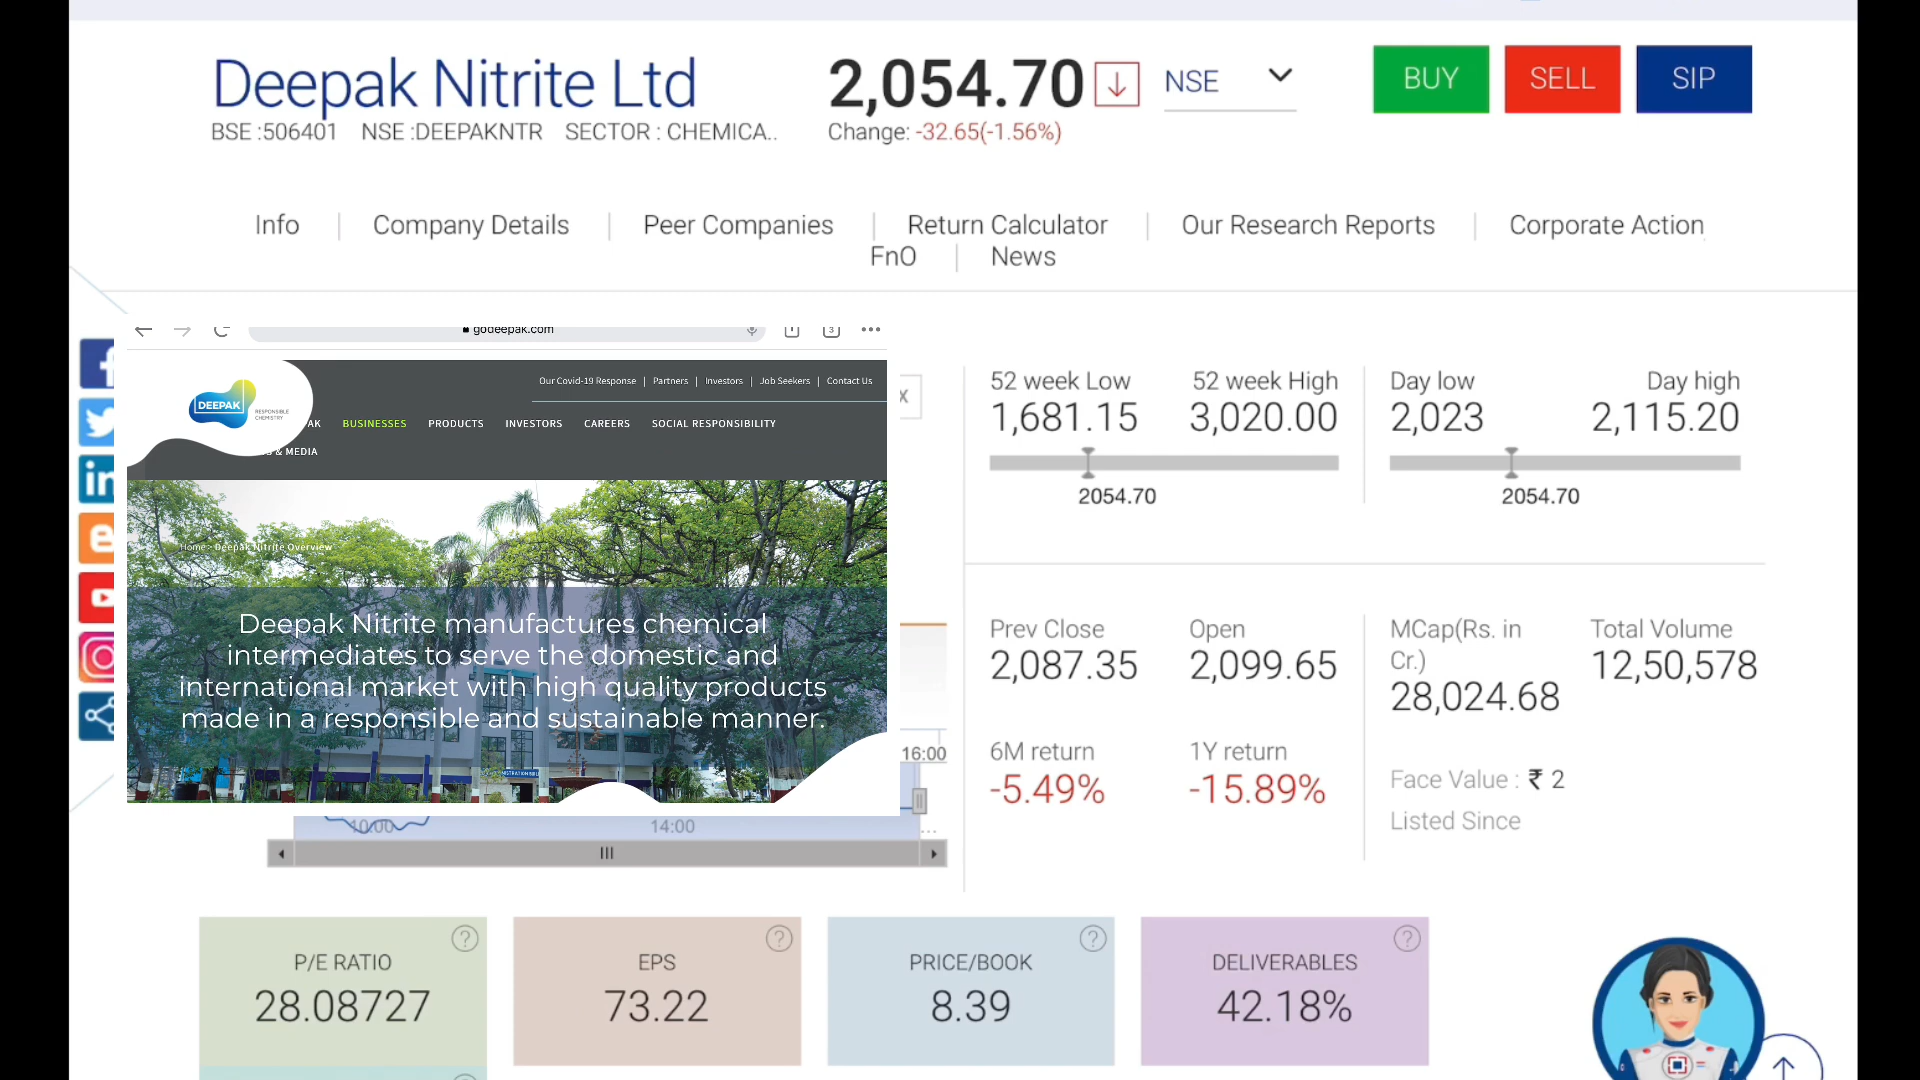 Deepak Nitrite Ltd
2,054.70
NSE
BUY
SELL
SIP
BSE :506401 NSE :DEEPAKNTR SECTOR : CHEMICA..
Change: -32.65(-1.56%)
Info
Company Details
Peer Companies
Return Calculator
Our Research Reports
Corporate Action
FnO
News
godeepak.com
3
Our Covid-19 Response | Partners | Investors | Job Seekers | Contact Us
DEEPAK
RESPONSIBLE
CHEMISTRY
AK BUSINESSES PRODUCTS INVESTORS CAREERS SOCIAL RESPONSIBILITY
& MEDIA
Home > Deepak Nitrite Overview
Deepak Nitrite manufactures chemical
intermediates to serve the domestic and
international market with high quality products
made in a responsible and sustainable manner.
x
16:00
10:00
14:00
52 week Low
1,681.15
52 week High
3,020.00
2054.70
Day low
2,023
Day high
2,115.20
2054.70
Prev Close
2,087.35
Open
2,099.65
MCap(Rs. in
Cr.)
28,024.68
Total Volume
12,50,578
6M return
-5.49%
1Y return
-15.89%
Face Value : ₹ 2
Listed Since
P/E RATIO
28.08727
EPS
73.22
PRICE/BOOK
8.39
DELIVERABLES
42.18%